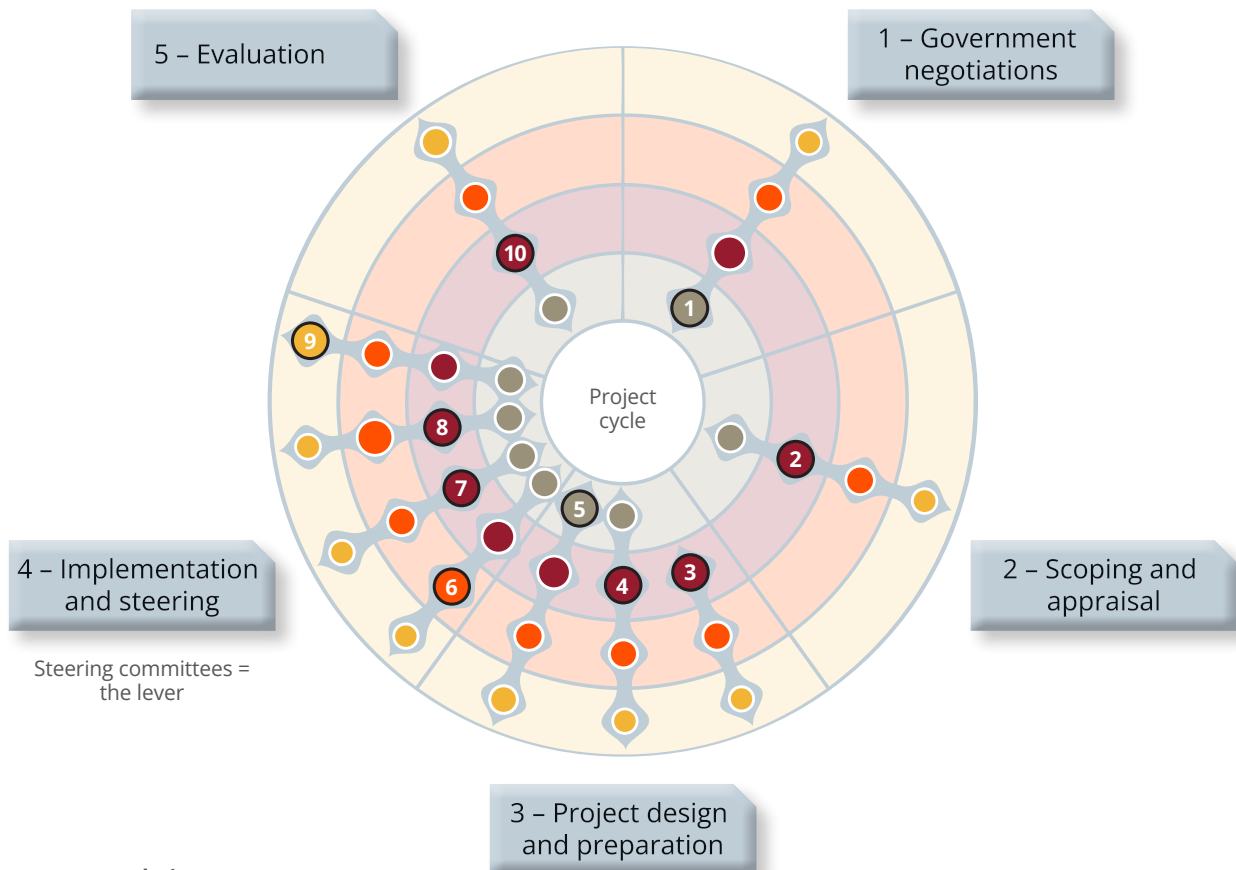 5 – Evaluation
1 – Government
negotiations
10
1
9
Project
cycle
8
2
7
5
6
4
3
4 – Implementation
and steering
2 – Scoping and
appraisal
Steering committees =
the lever
3 – Project design
and preparation